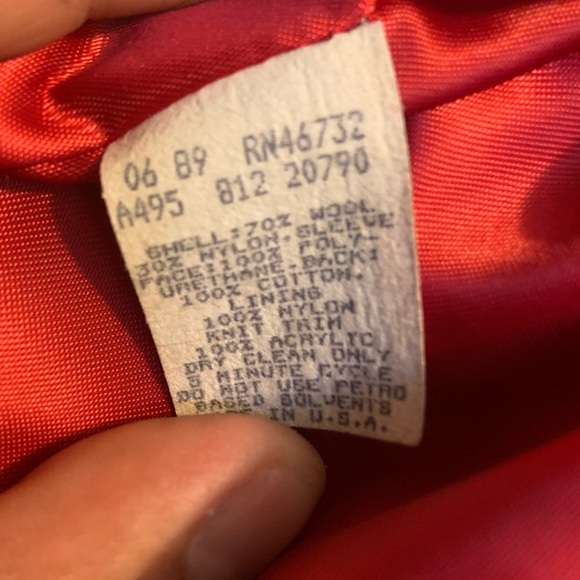 06 89 RN46732
A495 812 20790
SHELL:70% WOOL
30% NYLON.SLEEVE
FACE:100% POLY-
URETHANE.BACK:
100% COTTON.
LINING
100% NYLON
KNIT TRIM
100% ACRYLIC
DRY CLEAN ONLY
MINUTE CYCLE
DO NOT USE PETRO
BASED SOLVENTS
IN U.S.A.